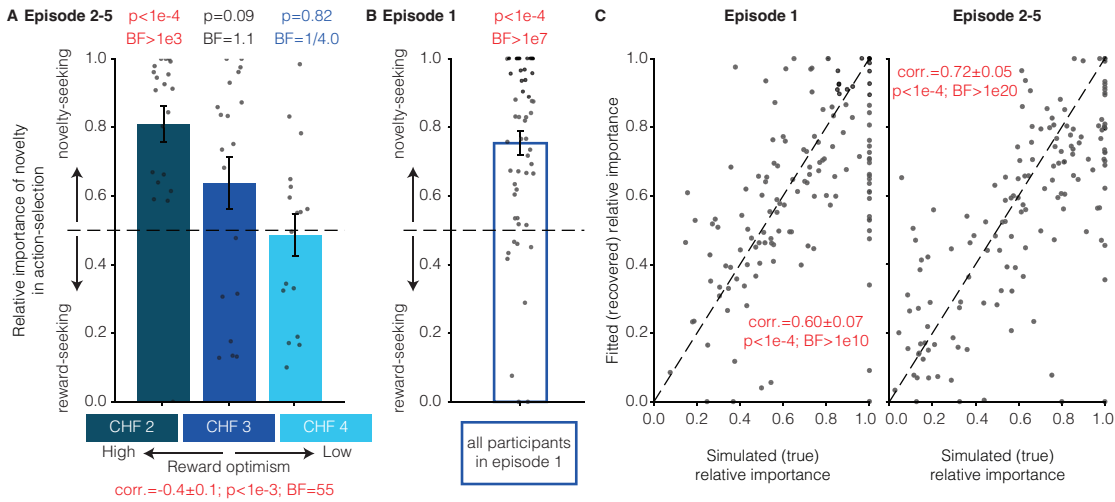 A Episode 2-5
p<1e-4
BF>1e3
p=0.09
BF=1.1
p=0.82
BF=1/4.0
Relative importance of novelty
in action-selection
novelty-seeking
reward-seeking
1.0
0.8
0.6
0.4
0.2
0.0
CHF 2
CHF 3
CHF 4
High
Low
Reward optimism
corr.=-0.4±0.1; p<1e-3; BF=55
B Episode 1
p<1e-4
BF>1e7
novelty-seeking
reward-seeking
1.0
0.8
0.6
0.4
0.2
0.0
all participants
in episode 1
C
Episode 1
Fitted (recovered) relative importance
1.0
0.8
0.6
0.4
0.2
0.0
corr.=0.60±0.07
p<1e-4; BF>1e10
0.0 0.2 0.4 0.6 0.8 1.0
Simulated (true)
relative importance
Episode 2-5
corr.=0.72±0.05
p<1e-4; BF>1e20
0.0 0.2 0.4 0.6 0.8 1.0
Simulated (true)
relative importance